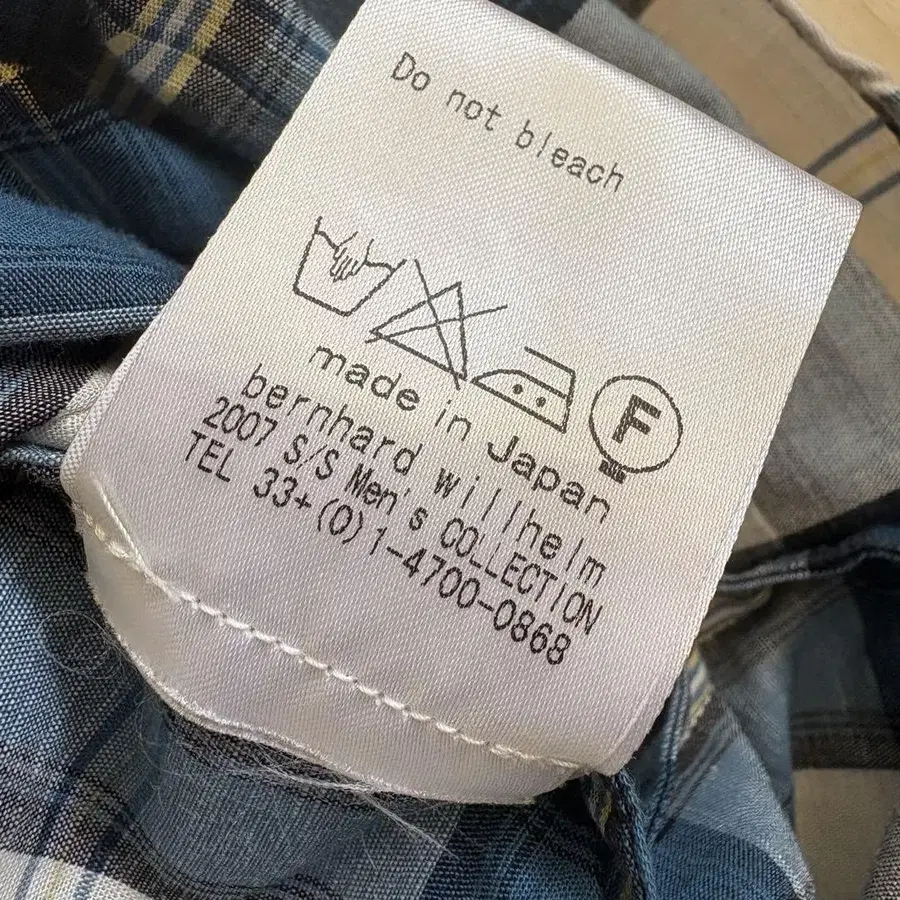 Do not bleach
F
made in Japan
bernhard willhelm
2007 S/S Men's COLLECTION
TEL 33+(0)1-4700-0868